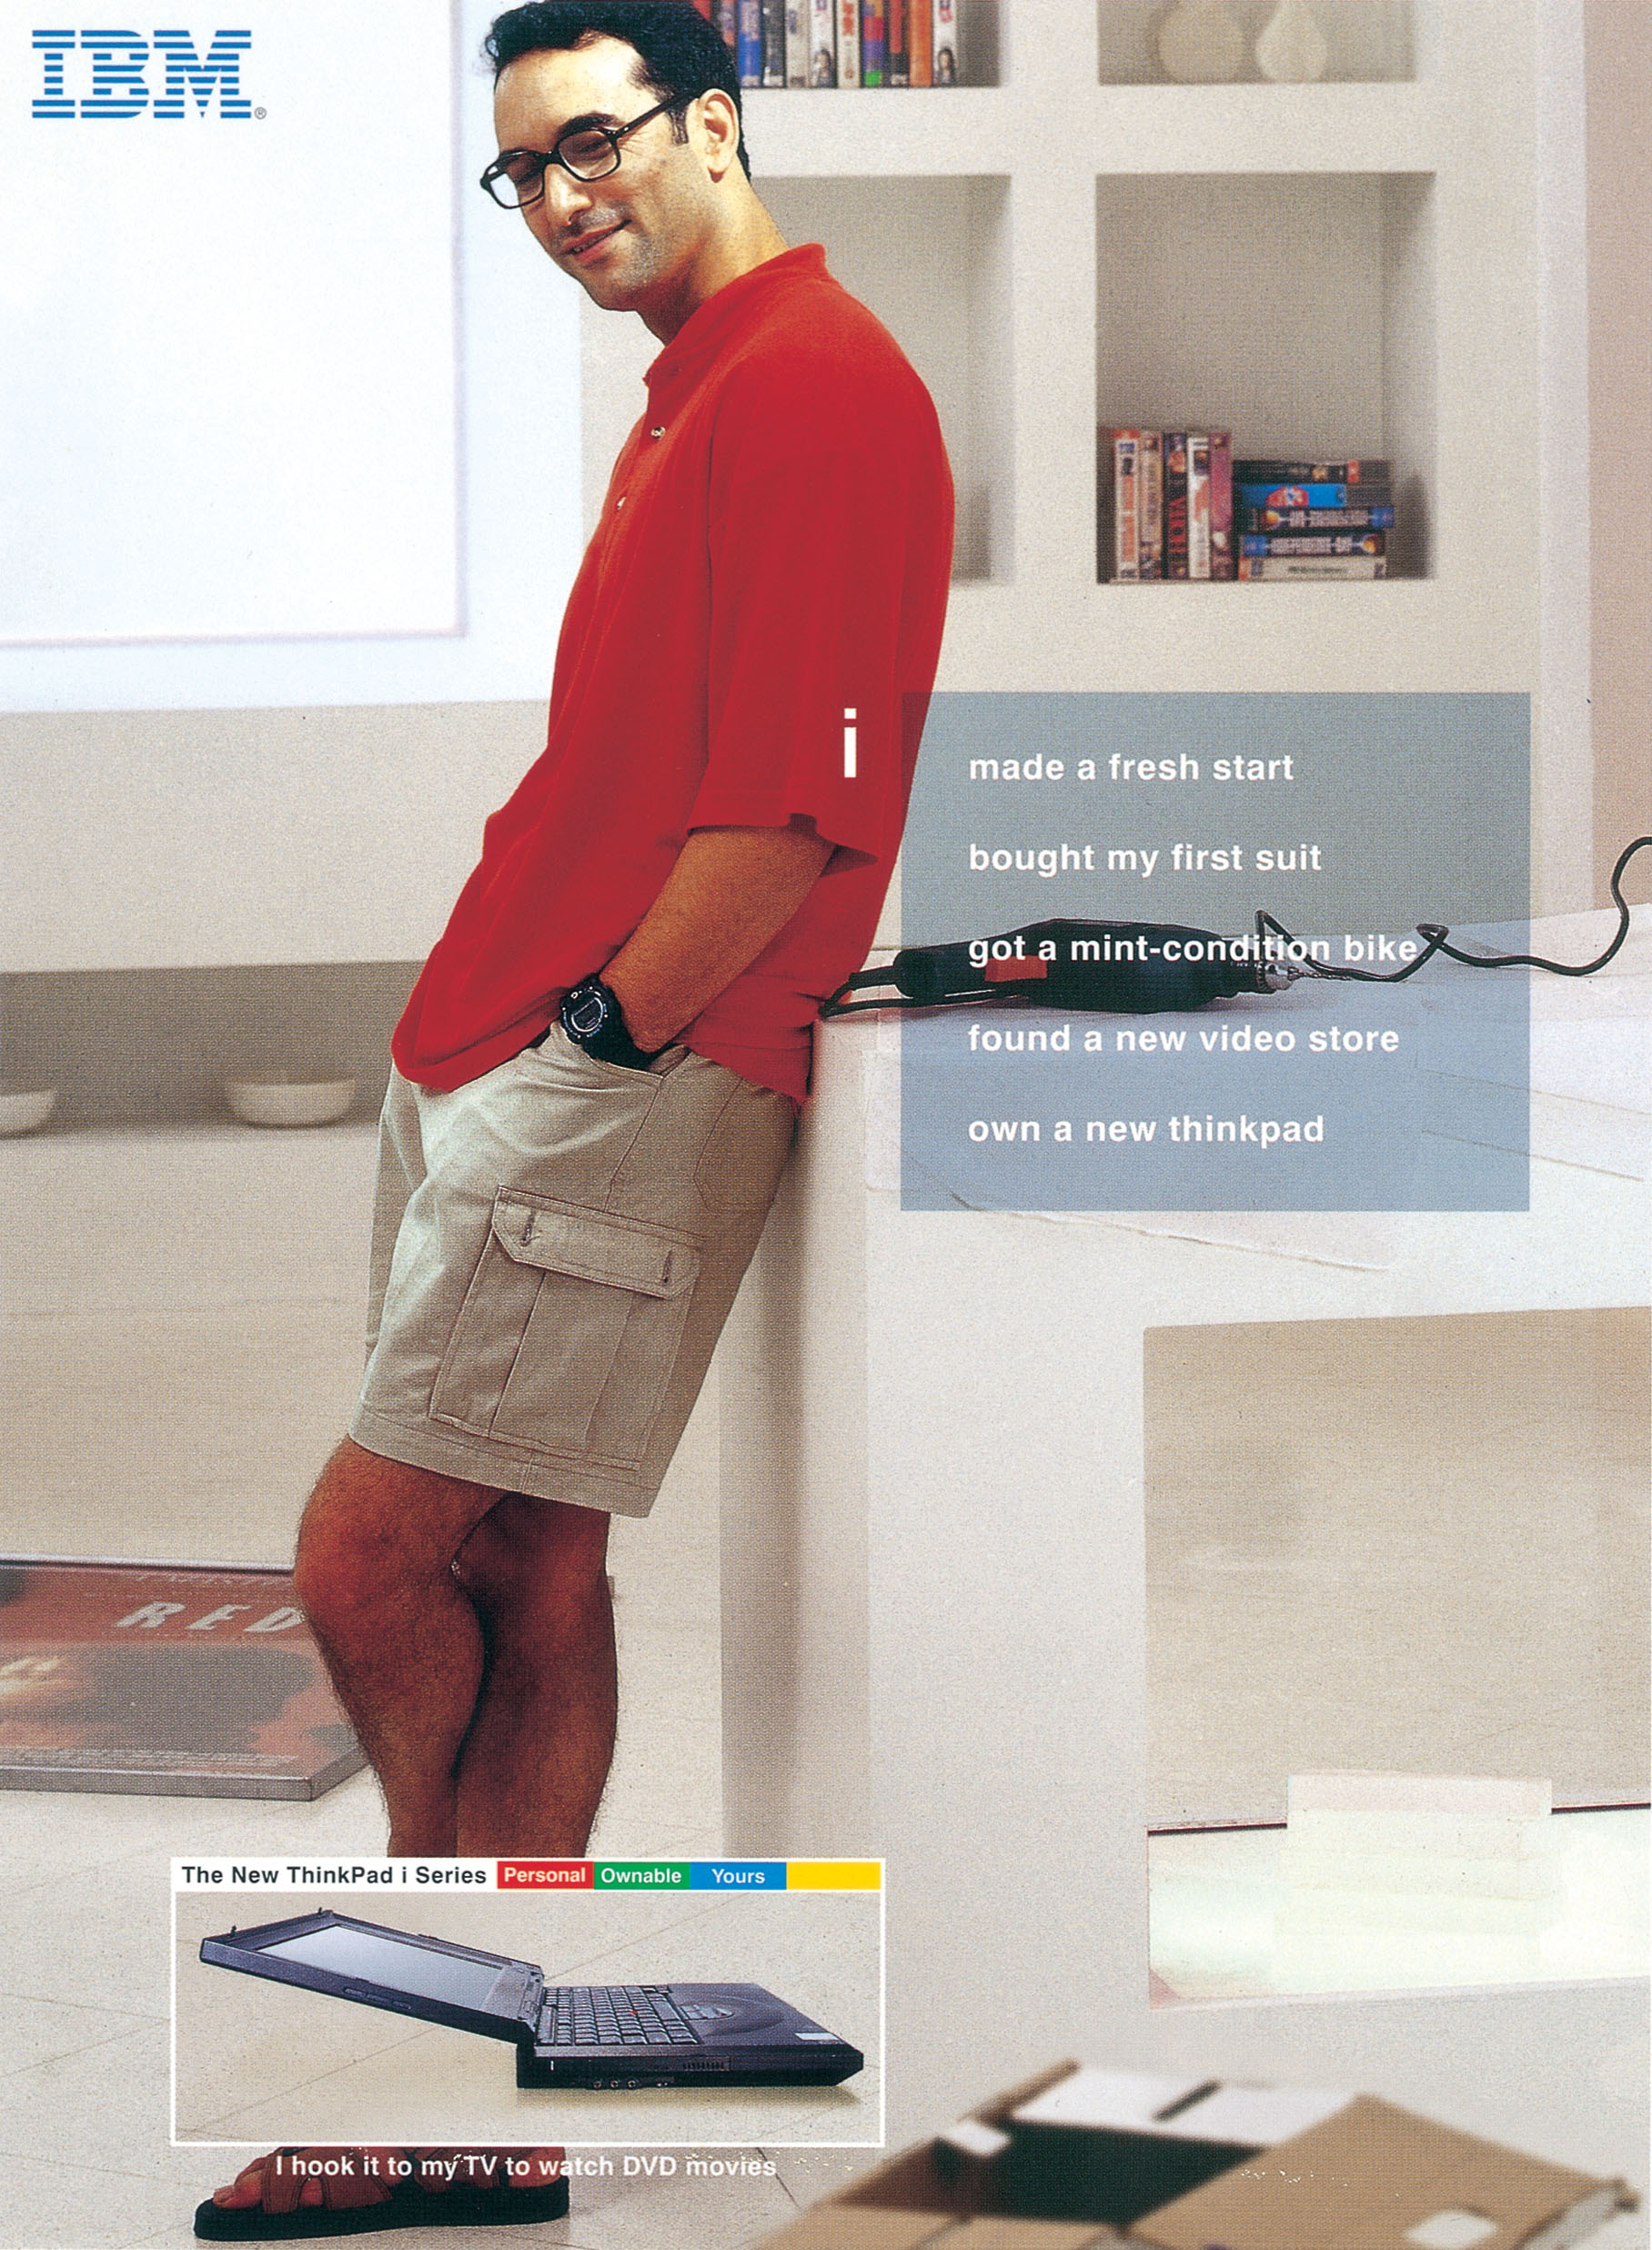 IBM®
i
made a fresh start
bought my first suit
got a mint-condition bike
found a new video store
own a new thinkpad
RED
The New ThinkPad i Series Personal Ownable Yours
I hook it to my TV to watch DVD movies